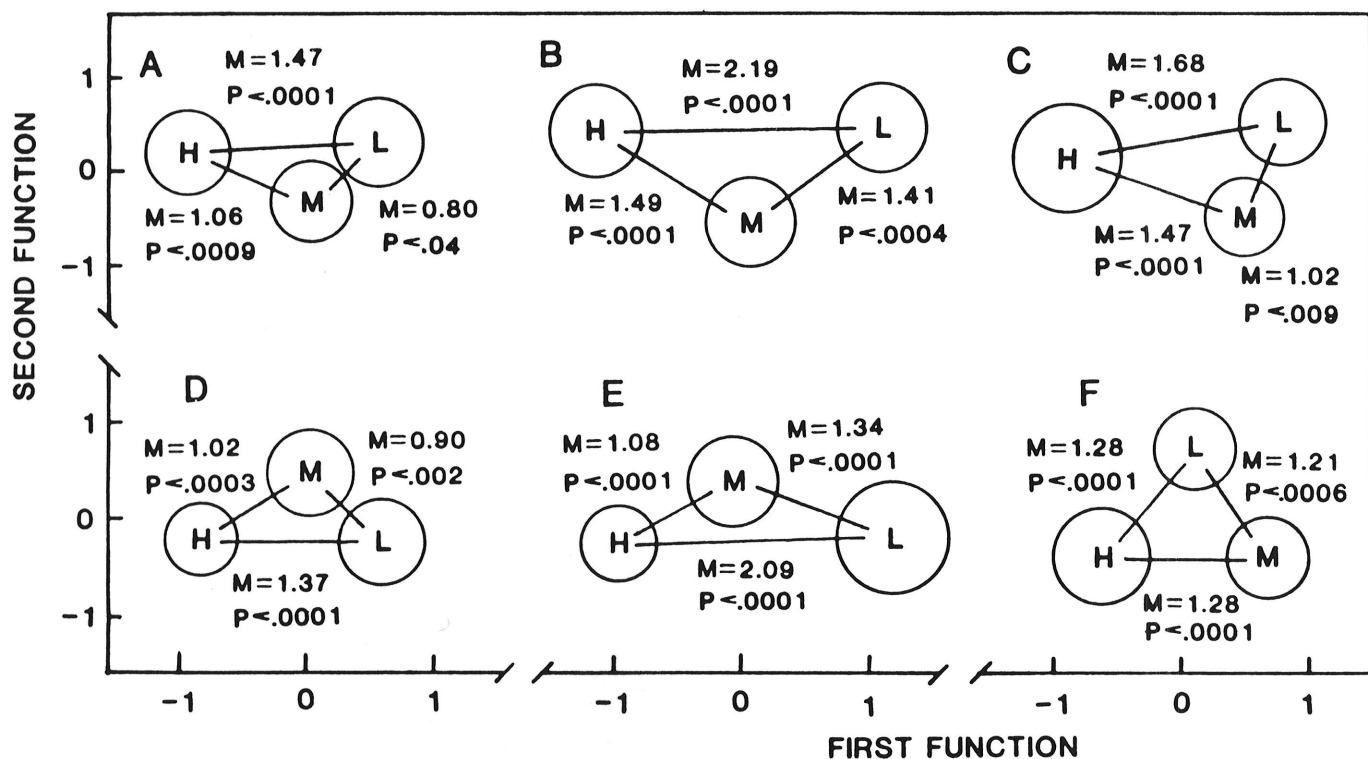 SECOND FUNCTION
1
0
-1
A
M=1.47
P<.0001
H
L
M
M=1.06
P<.0009
M=0.80
P<.04
B
M=2.19
P<.0001
H
L
M
M=1.49
P<.0001
M=1.41
P<.0004
C
M=1.68
P<.0001
H
L
M
M=1.47
P<.0001
M=1.02
P<.009
1
0
-1
D
M=1.02
P<.0003
M=0.90
P<.002
M
H
L
M=1.37
P<.0001
E
M=1.08
P<.0001
M=1.34
P<.0001
M
H
L
M=2.09
P<.0001
F
M=1.28
P<.0001
L
M=1.21
P<.0006
H
M
M=1.28
P<.0001
-1 0 1
-1 0 1
-1 0 1
FIRST FUNCTION